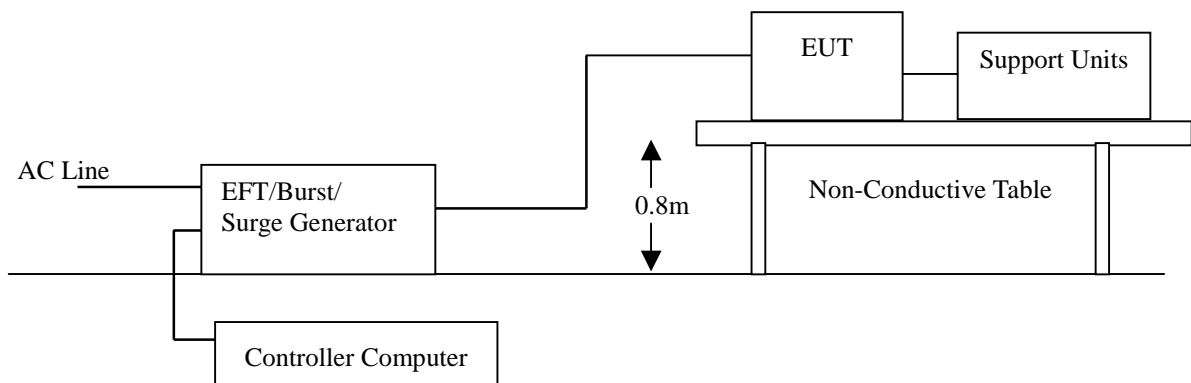 EUT
Support Units
AC Line
EFT/Burst/
Surge Generator
0.8m
Non-Conductive Table
Controller Computer